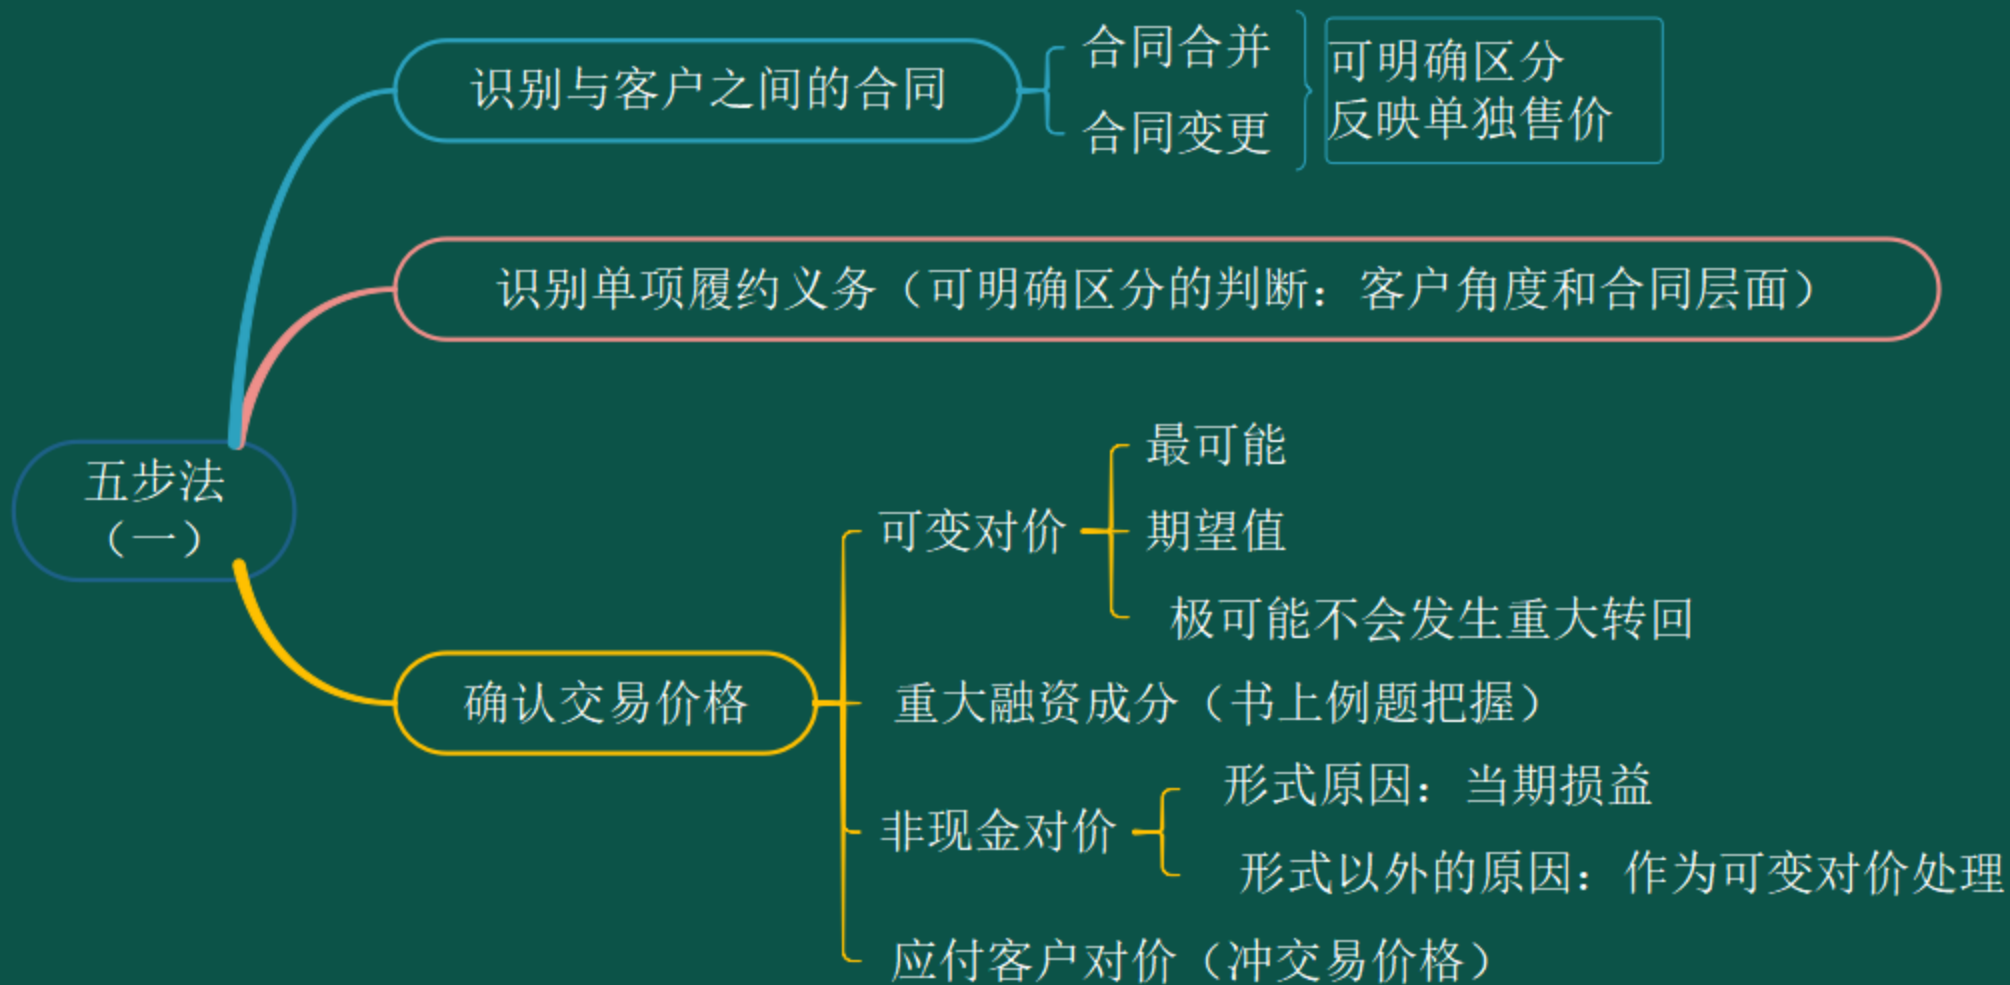 识别与客户之间的合同
合同合并
合同变更
可明确区分
反映单独售价
识别单项履约义务（可明确区分的判断：客户角度和合同层面）
五步法
（一）
确认交易价格
可变对价
最可能
期望值
极可能不会发生重大转回
重大融资成分（书上例题把握）
非现金对价
形式原因：当期损益
形式以外的原因：作为可变对价处理
应付客户对价（冲交易价格）